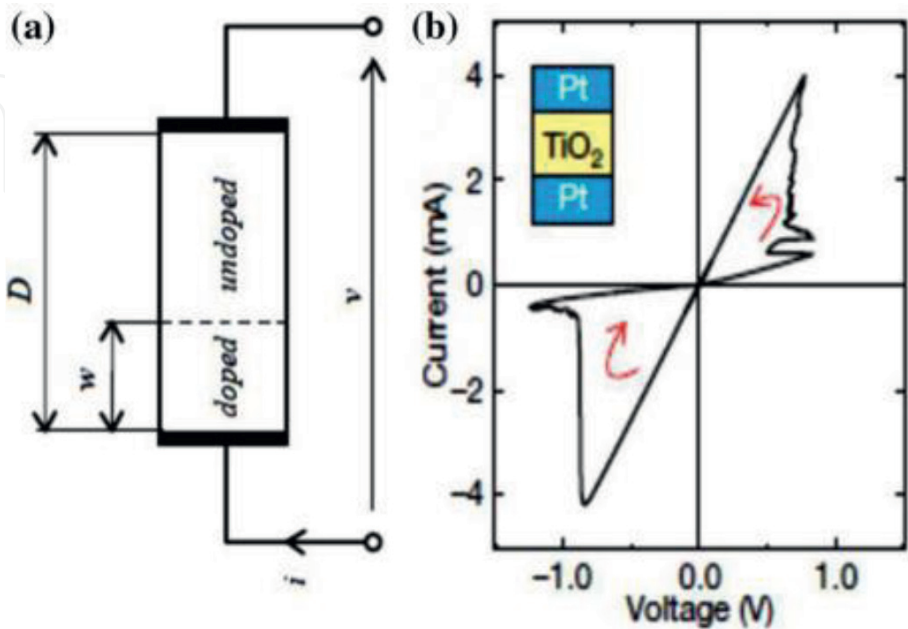 (a)
D
w
undoped
doped
v
i
(b)
Pt
TiO₂
Pt
Current (mA)
4
2
0
−2
−4
−1.0
0.0
1.0
Voltage (V)